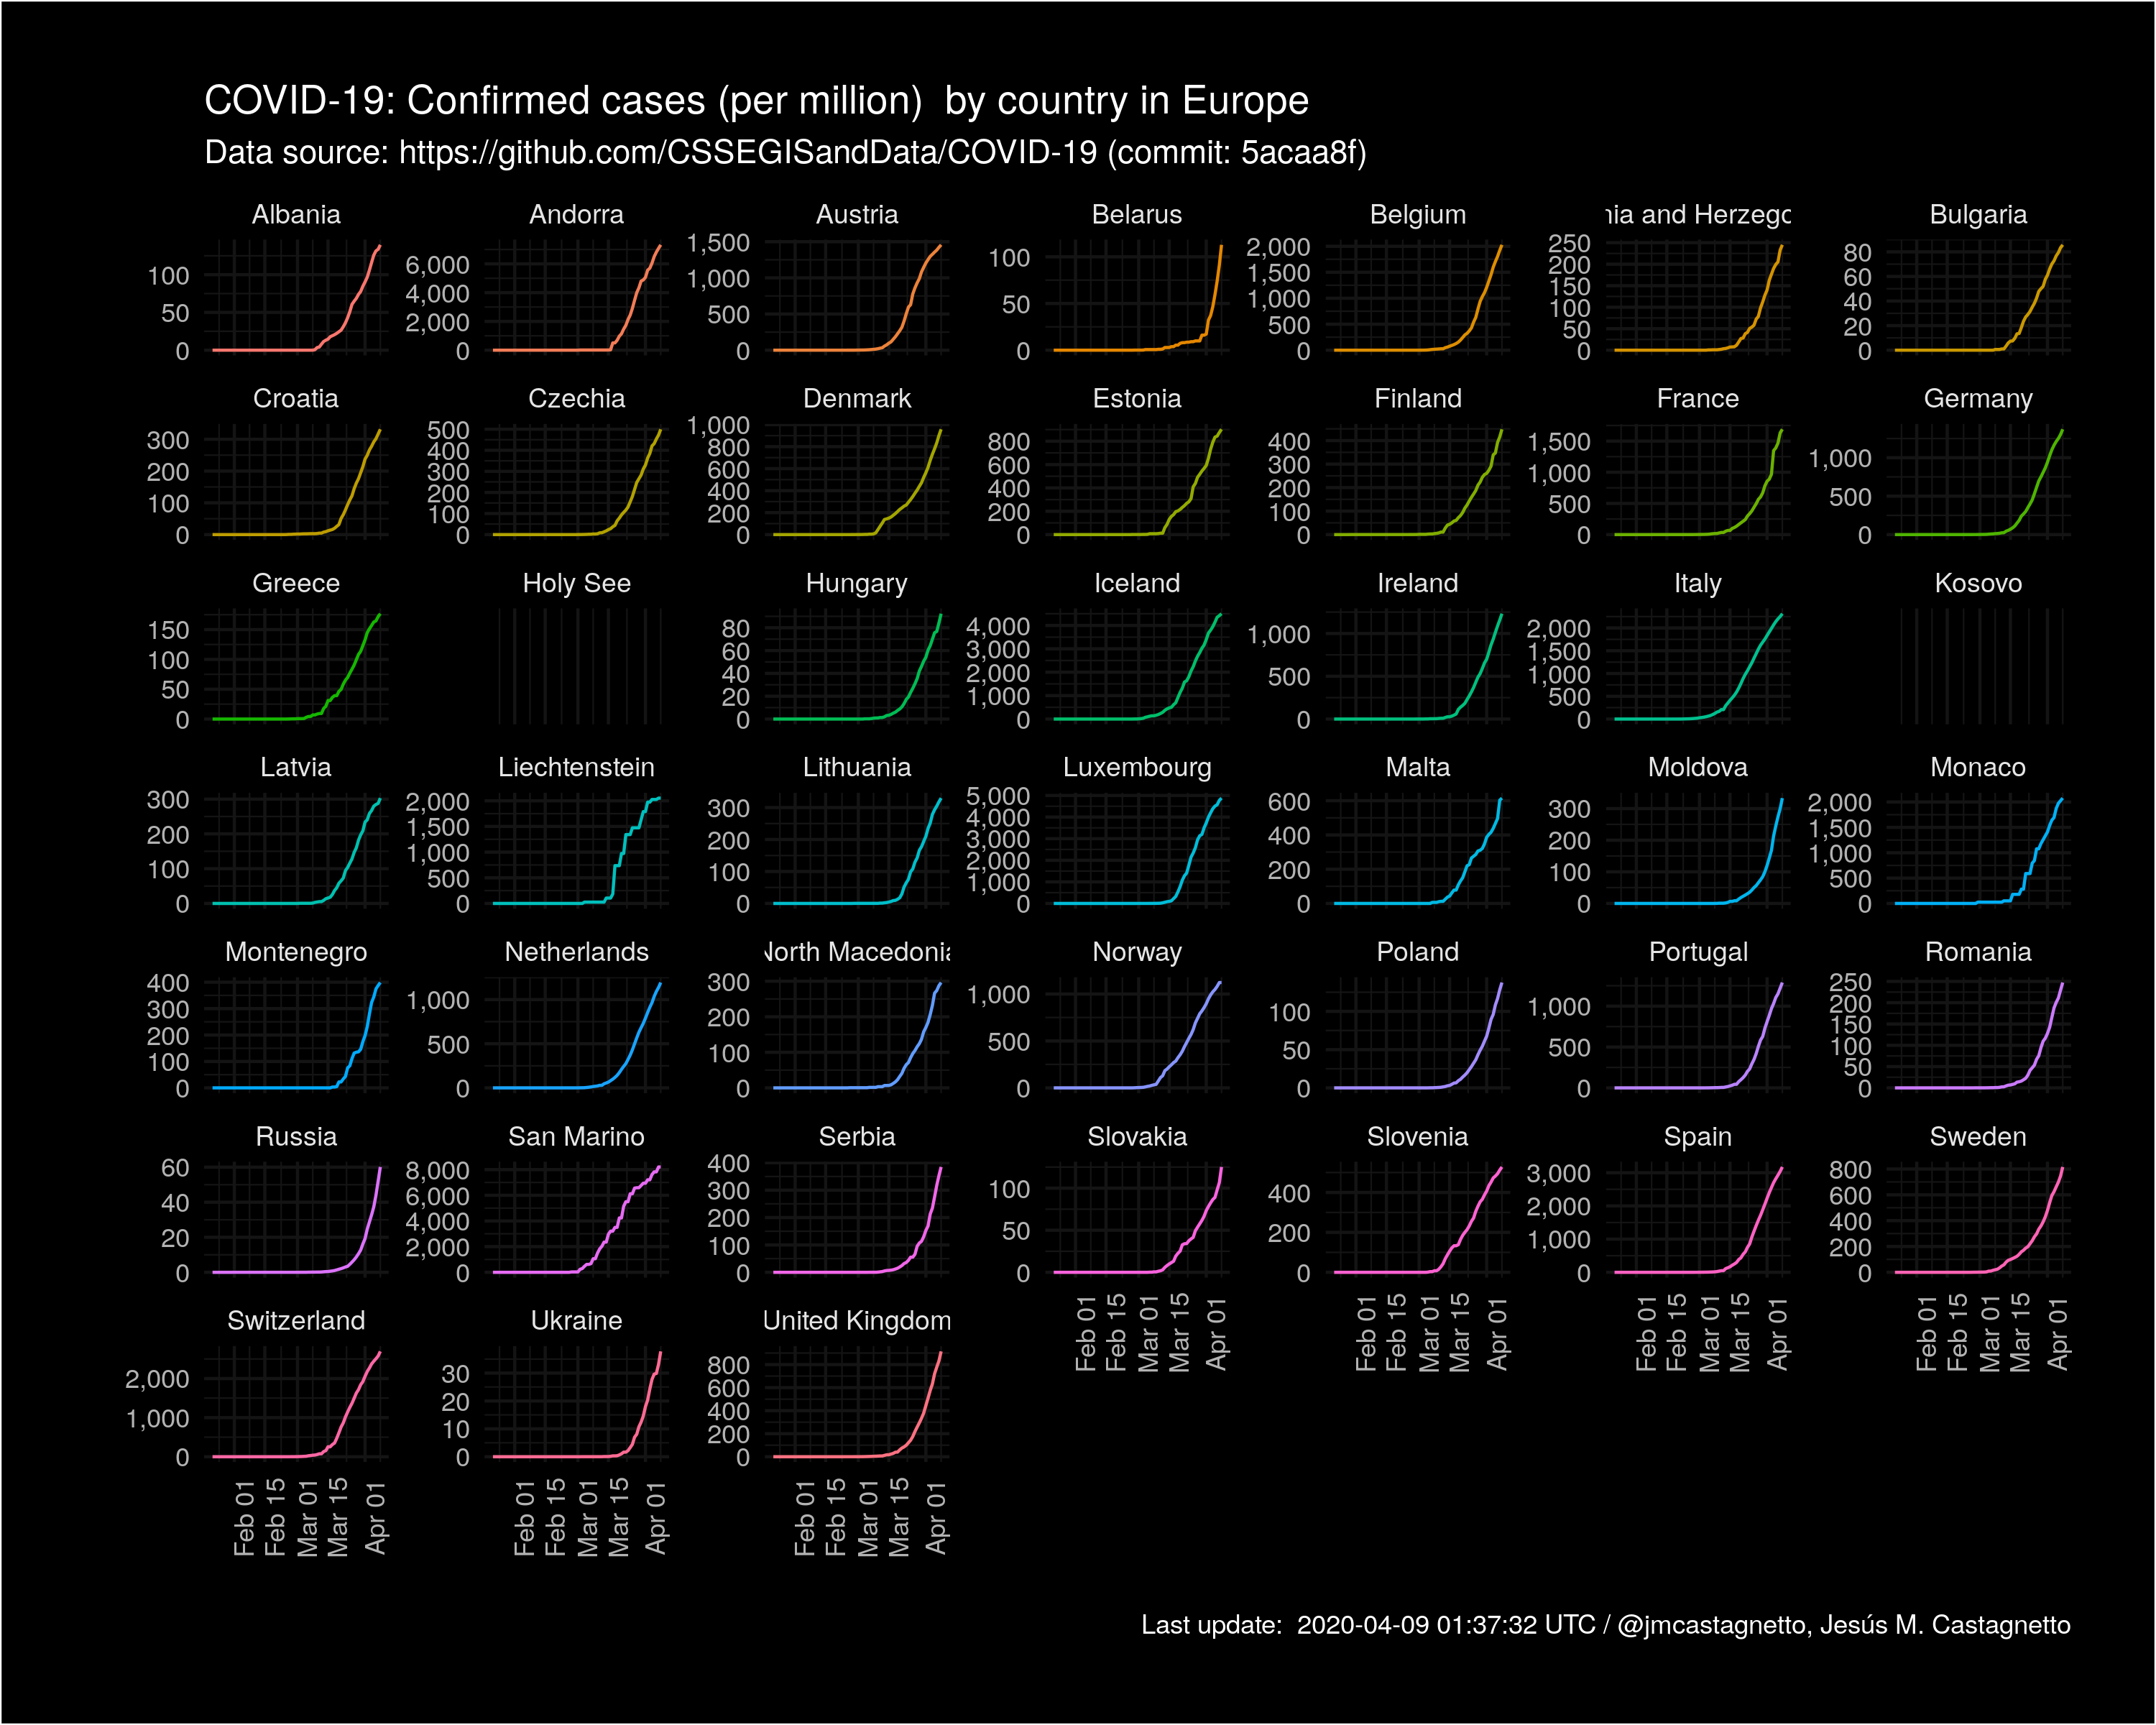 COVID-19: Confirmed cases (per million)  by country in Europe
Data source: https://github.com/CSSEGISandData/COVID-19 (commit: 5acaa8f)
Albania Andorra Austria Belarus Belgium nia and Herzego Bulgaria
100 50 0
6,000 4,000 2,000 0
1,500 1,000 500 0
100 50 0
2,000 1,500 1,000 500 0
250 200 150 100 50 0
80 60 40 20 0
Croatia Czechia Denmark Estonia Finland France Germany
300 200 100 0
500 400 300 200 100 0
1,000 800 600 400 200 0
800 600 400 200 0
400 300 200 100 0
1,500 1,000 500 0
1,000 500 0
Greece Holy See Hungary Iceland Ireland Italy Kosovo
150 100 50 0
80 60 40 20 0
4,000 3,000 2,000 1,000 0
1,000 500 0
2,000 1,500 1,000 500 0
Latvia Liechtenstein Lithuania Luxembourg Malta Moldova Monaco
300 200 100 0
2,000 1,500 1,000 500 0
300 200 100 0
5,000 4,000 3,000 2,000 1,000 0
600 400 200 0
300 200 100 0
2,000 1,500 1,000 500 0
Montenegro Netherlands North Macedonia Norway Poland Portugal Romania
400 300 200 100 0
1,000 500 0
300 200 100 0
1,000 500 0
100 50 0
1,000 500 0
250 200 150 100 50 0
Russia San Marino Serbia Slovakia Slovenia Spain Sweden
60 40 20 0
8,000 6,000 4,000 2,000 0
400 300 200 100 0
100 50 0
400 200 0
3,000 2,000 1,000 0
800 600 400 200 0
Feb 01 Feb 15 Mar 01 Mar 15 Apr 01
Feb 01 Feb 15 Mar 01 Mar 15 Apr 01
Feb 01 Feb 15 Mar 01 Mar 15 Apr 01
Feb 01 Feb 15 Mar 01 Mar 15 Apr 01
Switzerland Ukraine United Kingdom
2,000 1,000 0
30 20 10 0
800 600 400 200 0
Feb 01 Feb 15 Mar 01 Mar 15 Apr 01
Feb 01 Feb 15 Mar 01 Mar 15 Apr 01
Feb 01 Feb 15 Mar 01 Mar 15 Apr 01
Last update:  2020-04-09 01:37:32 UTC / @jmcastagnetto, Jesús M. Castagnetto